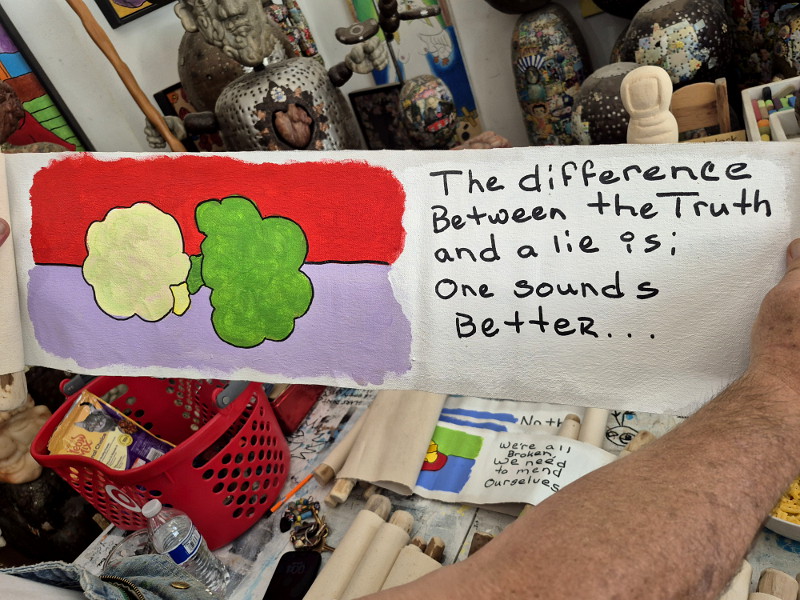 The difference
Between the Truth
and a lie is;
One sounds
Better...
We're all
Broken,
We need
to mend
Ourselves